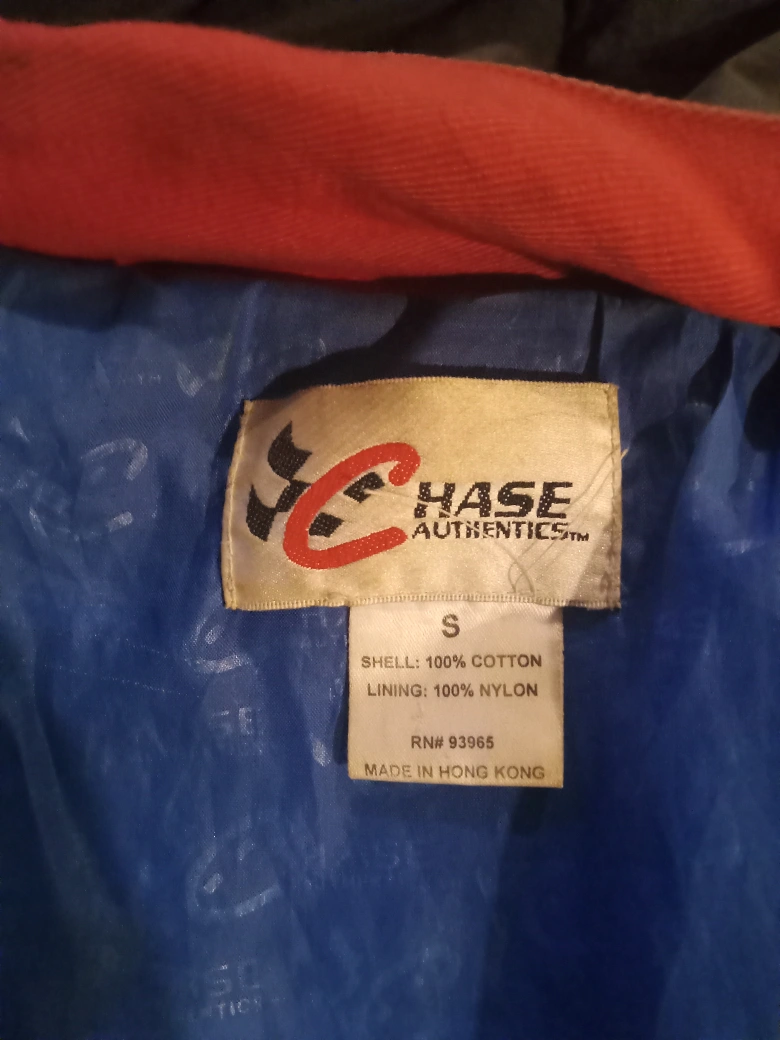 CHASE
AUTHENTICS™
S
SHELL: 100% COTTON
LINING: 100% NYLON
RN# 93965
MADE IN HONG KONG